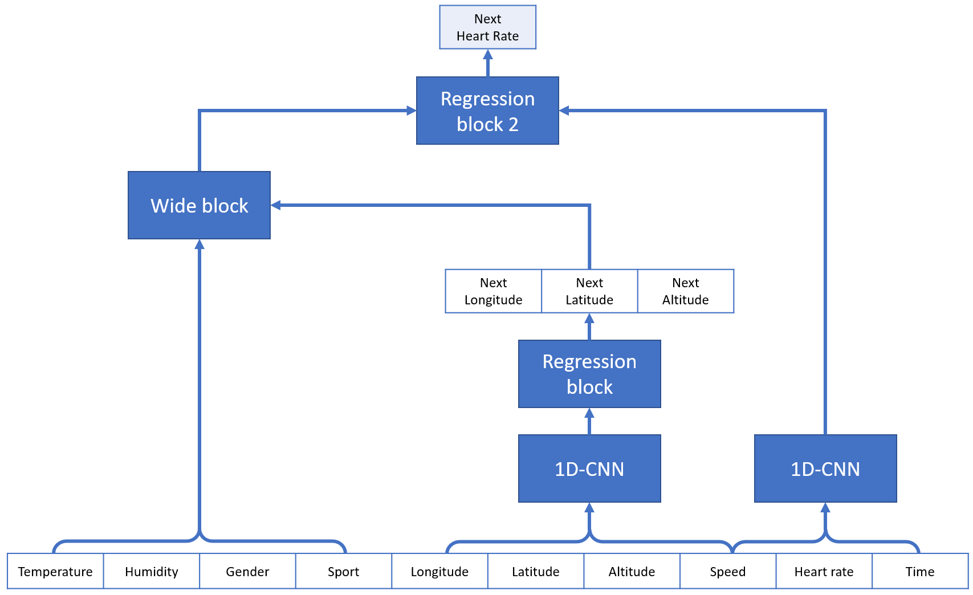 Next
Heart Rate
Regression
block 2
Wide block
Next
Longitude
Next
Latitude
Next
Altitude
Regression
block
1D-CNN
1D-CNN
Temperature
Humidity
Gender
Sport
Longitude
Latitude
Altitude
Speed
Heart rate
Time